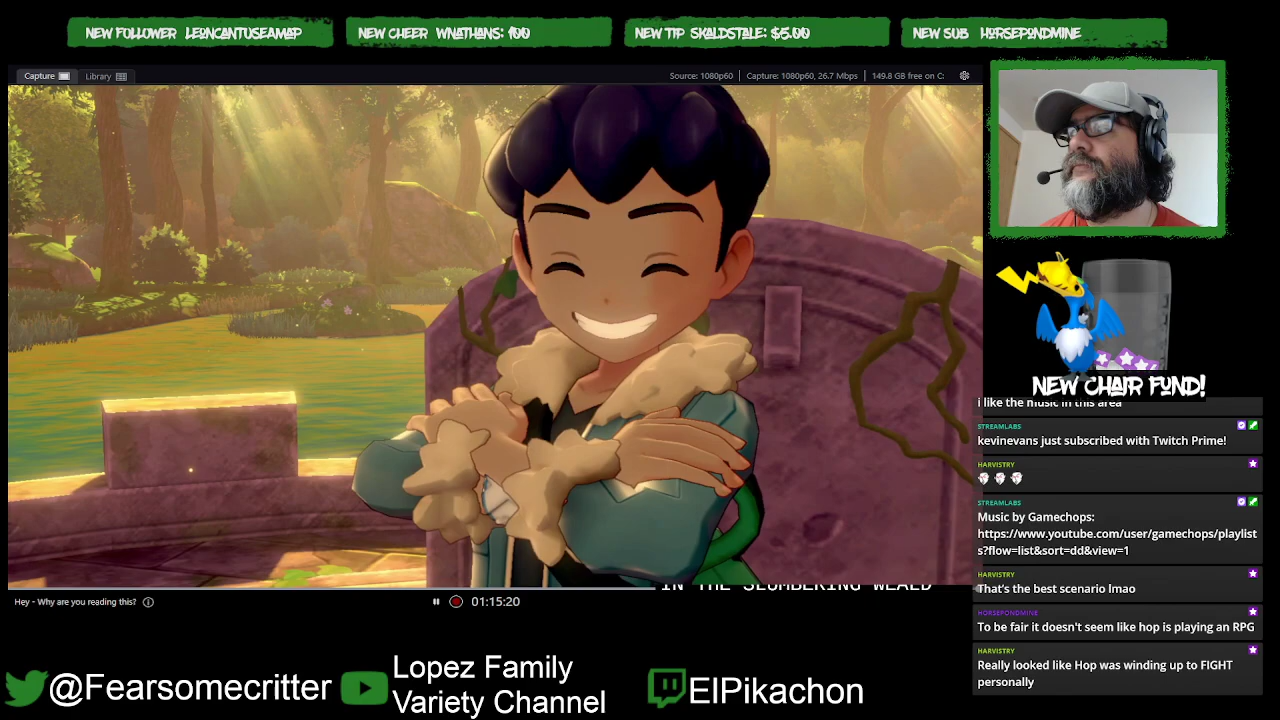 NEW FOLLOWER LEONCANTUSEAMAP
NEW CHEER WNATHANS: 100
NEW TIP SKALDSTALE: $5.00
NEW SUB HORSEPONDMINE
Capture
Library
Source: 1080p60
Capture: 1080p60, 26.7 Mbps
149.8 GB free on C:
NEW CHAIR FUND!
i like the music in this area
STREAMLABS
kevinevans just subscribed with Twitch Prime!
HARVISTRY
STREAMLABS
Music by Gamechops:
https://www.youtube.com/user/gamechops/playlist
s?flow=list&sort=dd&view=1
HARVISTRY
That's the best scenario lmao
HORSEPONDMINE
To be fair it doesn't seem like hop is playing an RPG
HARVISTRY
Really looked like Hop was winding up to FIGHT
personally
IN THE SLUMBERING WEALD
Hey - Why are you reading this?
01:15:20
@Fearsomecritter
Lopez Family
Variety Channel
ElPikachon